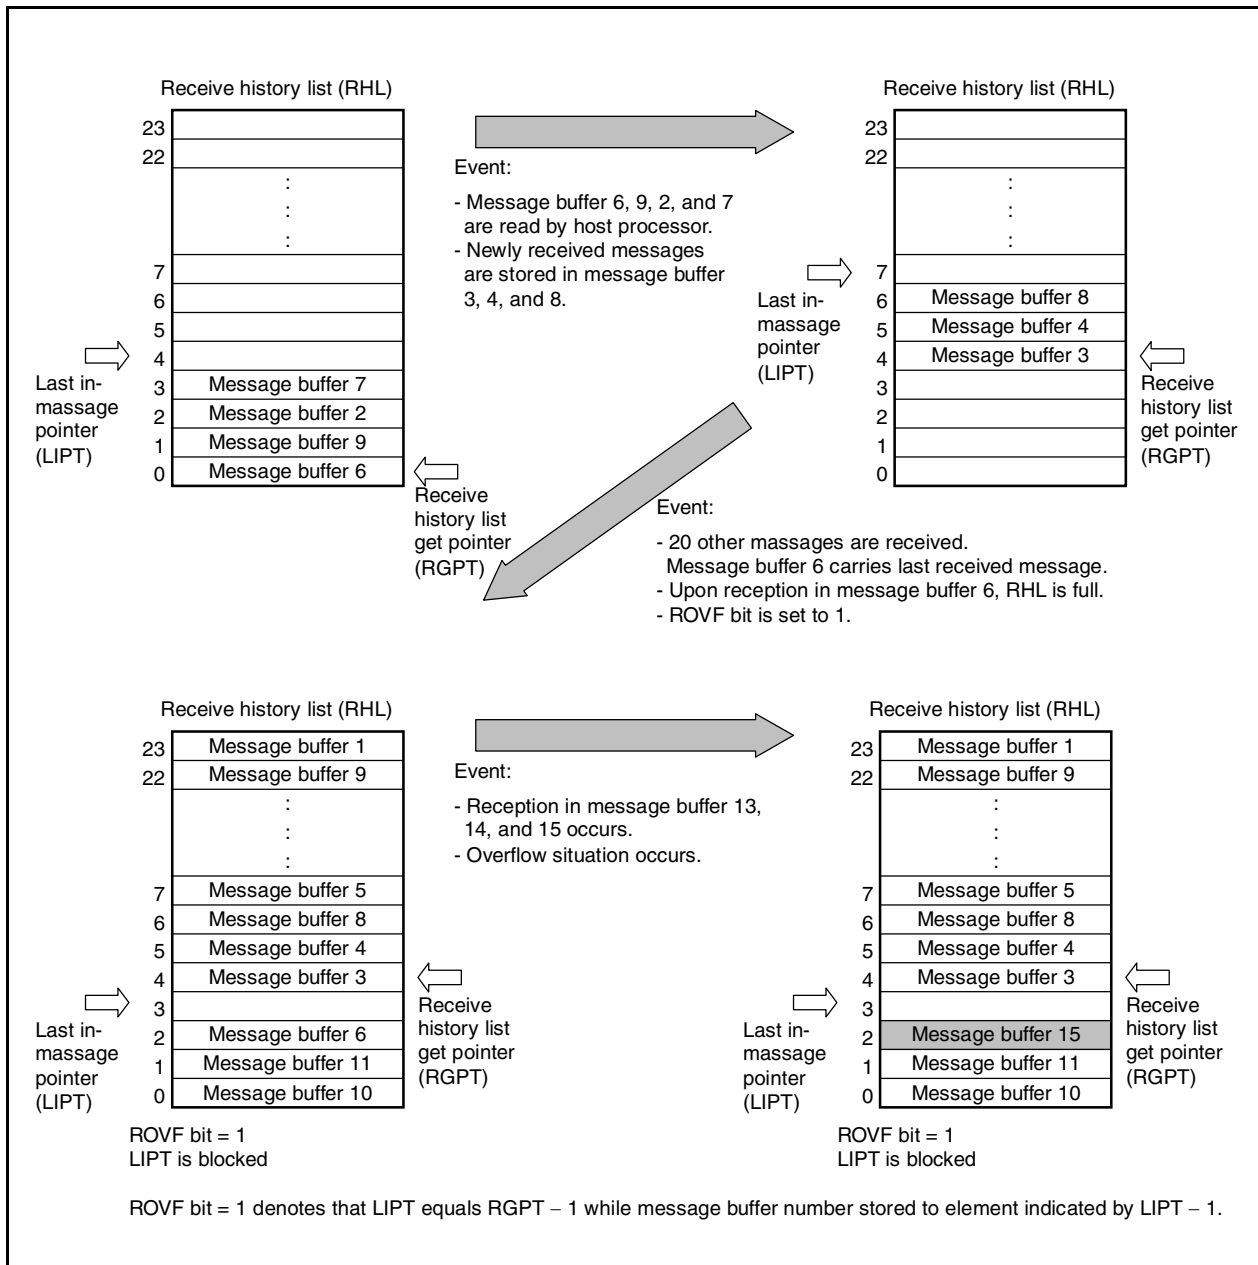 Receive history list (RHL)
23
22
:
:
:
7
6
5
4
3 Message buffer 7
2 Message buffer 2
1 Message buffer 9
0 Message buffer 6
Last in-
massage
pointer
(LIPT)
Receive
history list
get pointer
(RGPT)
Event:
- Message buffer 6, 9, 2, and 7
are read by host processor.
- Newly received messages
are stored in message buffer
3, 4, and 8.
Receive history list (RHL)
23
22
:
:
:
7
6 Message buffer 8
5 Message buffer 4
4 Message buffer 3
3
2
1
0
Last in-
massage
pointer
(LIPT)
Receive
history list
get pointer
(RGPT)
Event:
- 20 other massages are received.
Message buffer 6 carries last received message.
- Upon reception in message buffer 6, RHL is full.
- ROVF bit is set to 1.
Receive history list (RHL)
23 Message buffer 1
22 Message buffer 9
:
:
:
7 Message buffer 5
6 Message buffer 8
5 Message buffer 4
4 Message buffer 3
3
2 Message buffer 6
1 Message buffer 11
0 Message buffer 10
Last in-
massage
pointer
(LIPT)
Receive
history list
get pointer
(RGPT)
ROVF bit = 1
LIPT is blocked
Event:
- Reception in message buffer 13,
14, and 15 occurs.
- Overflow situation occurs.
Receive history list (RHL)
23 Message buffer 1
22 Message buffer 9
:
:
:
7 Message buffer 5
6 Message buffer 8
5 Message buffer 4
4 Message buffer 3
3
2 Message buffer 15
1 Message buffer 11
0 Message buffer 10
Last in-
massage
pointer
(LIPT)
Receive
history list
get pointer
(RGPT)
ROVF bit = 1
LIPT is blocked
ROVF bit = 1 denotes that LIPT equals RGPT – 1 while message buffer number stored to element indicated by LIPT – 1.